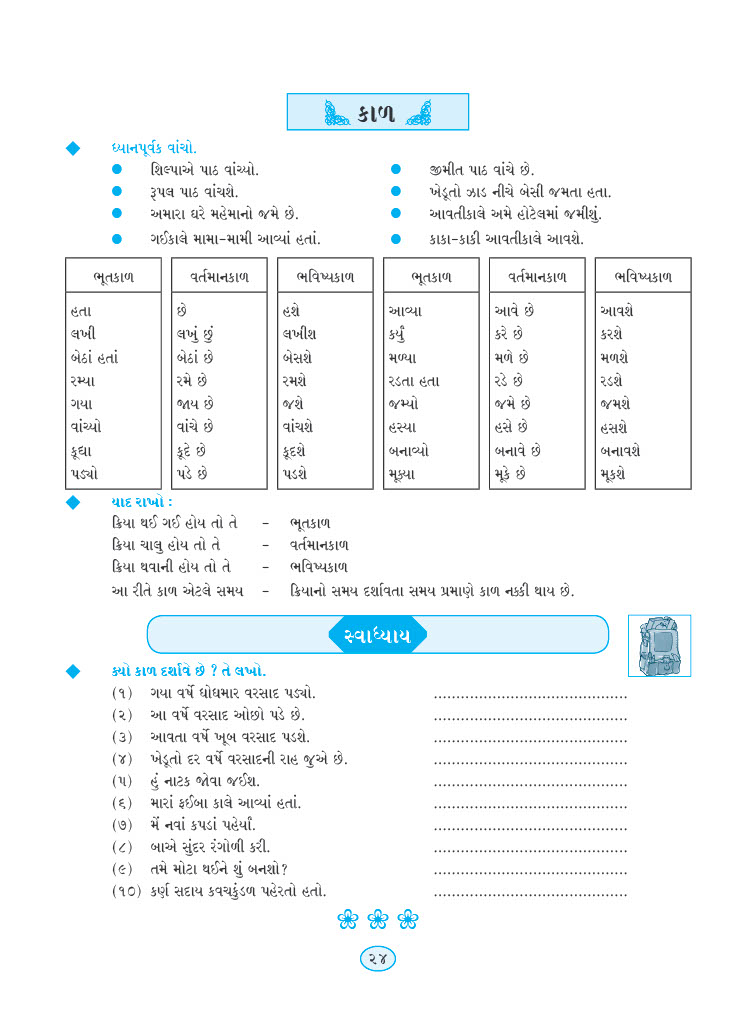 કાળ
ધ્યાનપૂર્વક વાંચો.
શિલ્પાએ પાઠ વાંચ્યો. જીમીત પાઠ વાંચે છે.
રૂપલ પાઠ વાંચશે. ખેડૂતો ઝાડ નીચે બેસી જમતા હતા.
અમારા ઘરે મહેમાનો જમે છે. આવતીકાલે અમે હોટેલમાં જમીશું.
ગઈકાલે મામા-મામી આવ્યાં હતાં. કાકા-કાકી આવતીકાલે આવશે.
ભૂતકાળ વર્તમાનકાળ ભવિષ્યકાળ ભૂતકાળ વર્તમાનકાળ ભવિષ્યકાળ
હતા છે હશે આવ્યા આવે છે આવશે
લખી લખું છું લખીશ કર્યું કરે છે કરશે
બેઠાં હતાં બેઠાં છે બેસશે મળ્યા મળે છે મળશે
રમ્યા રમે છે રમશે રડતા હતા રડે છે રડશે
ગયા જાય છે જશે જમ્યો જમે છે જમશે
વાંચ્યો વાંચે છે વાંચશે હસ્યા હસે છે હસશે
કૂદ્યા કૂદે છે કૂદશે બનાવ્યો બનાવે છે બનાવશે
પડ્યો પડે છે પડશે મૂક્યા મૂકે છે મૂકશે
યાદ રાખો :
ક્રિયા થઈ ગઈ હોય તો તે – ભૂતકાળ
ક્રિયા ચાલુ હોય તો તે – વર્તમાનકાળ
ક્રિયા થવાની હોય તો તે – ભવિષ્યકાળ
આ રીતે કાળ એટલે સમય – ક્રિયાનો સમય દર્શાવતા સમય પ્રમાણે કાળ નક્કી થાય છે.
સ્વાધ્યાય
ક્યો કાળ દર્શાવે છે ? તે લખો.
(૧) ગયા વર્ષે ધોધમાર વરસાદ પડ્યો. ........................................
(૨) આ વર્ષે વરસાદ ઓછો પડે છે. ........................................
(૩) આવતા વર્ષે ખૂબ વરસાદ પડશે. ........................................
(૪) ખેડૂતો દર વર્ષે વરસાદની રાહ જુએ છે. ........................................
(૫) હું નાટક જોવા જઈશ. ........................................
(૬) મારાં ફઈબા કાલે આવ્યાં હતાં. ........................................
(૭) મેં નવાં કપડાં પહેર્યાં. ........................................
(૮) બાએ સુંદર રંગોળી કરી. ........................................
(૯) તમે મોટા થઈને શું બનશો? ........................................
(૧૦) કર્ણ સદાય કવચકુંડળ પહેરતો હતો. ........................................
૨૪